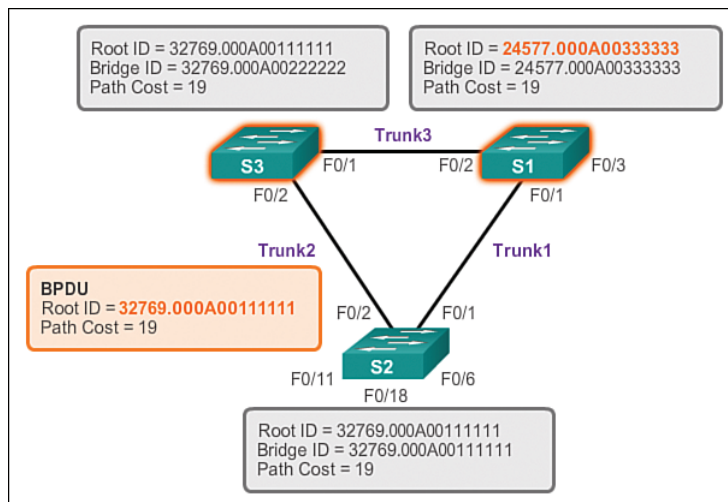 Root ID = 32769.000A00111111
Bridge ID = 32769.000A00222222
Path Cost = 19
Root ID = 24577.000A00333333
Bridge ID = 24577.000A00333333
Path Cost = 19
Trunk3
S3
F0/1
F0/2
S1
F0/3
F0/2
F0/1
Trunk2
Trunk1
BPDU
Root ID = 32769.000A00111111
Path Cost = 19
F0/2
F0/1
S2
F0/11
F0/6
F0/18
Root ID = 32769.000A00111111
Bridge ID = 32769.000A00111111
Path Cost = 19